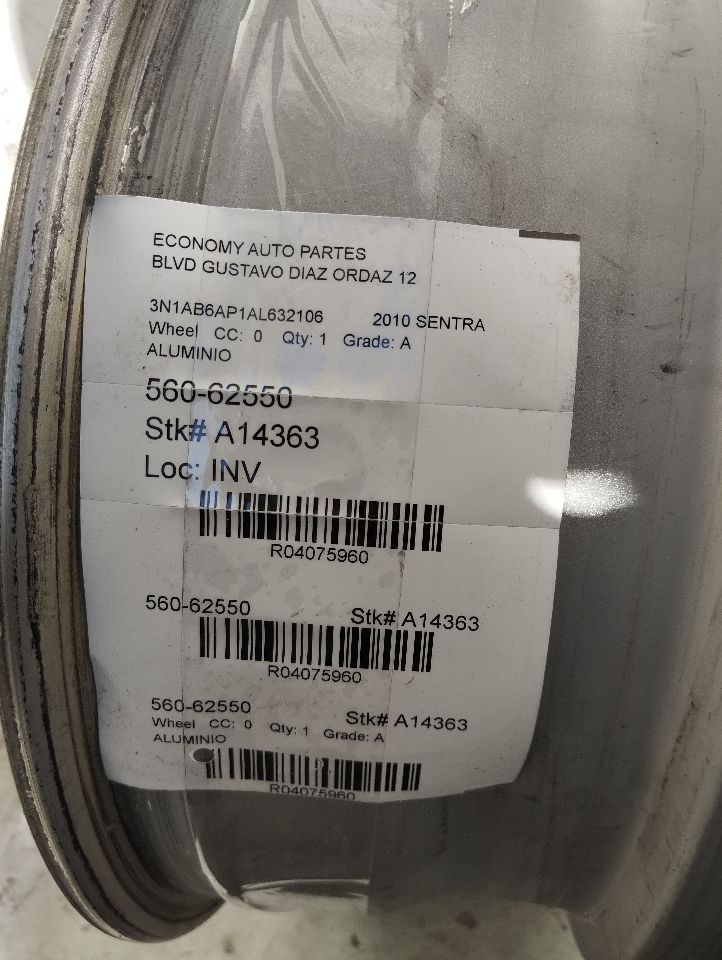 ECONOMY AUTO PARTES
BLVD GUSTAVO DIAZ ORDAZ 12
3N1AB6AP1AL632106 2010 SENTRA
Wheel CC: 0 Qty: 1 Grade: A
ALUMINIO
560-62550
Stk# A14363
Loc: INV
R04075960
560-62550 Stk# A14363
R04075960
560-62550 Stk# A14363
Wheel CC: 0 Qty: 1 Grade: A
ALUMINIO
R04075960